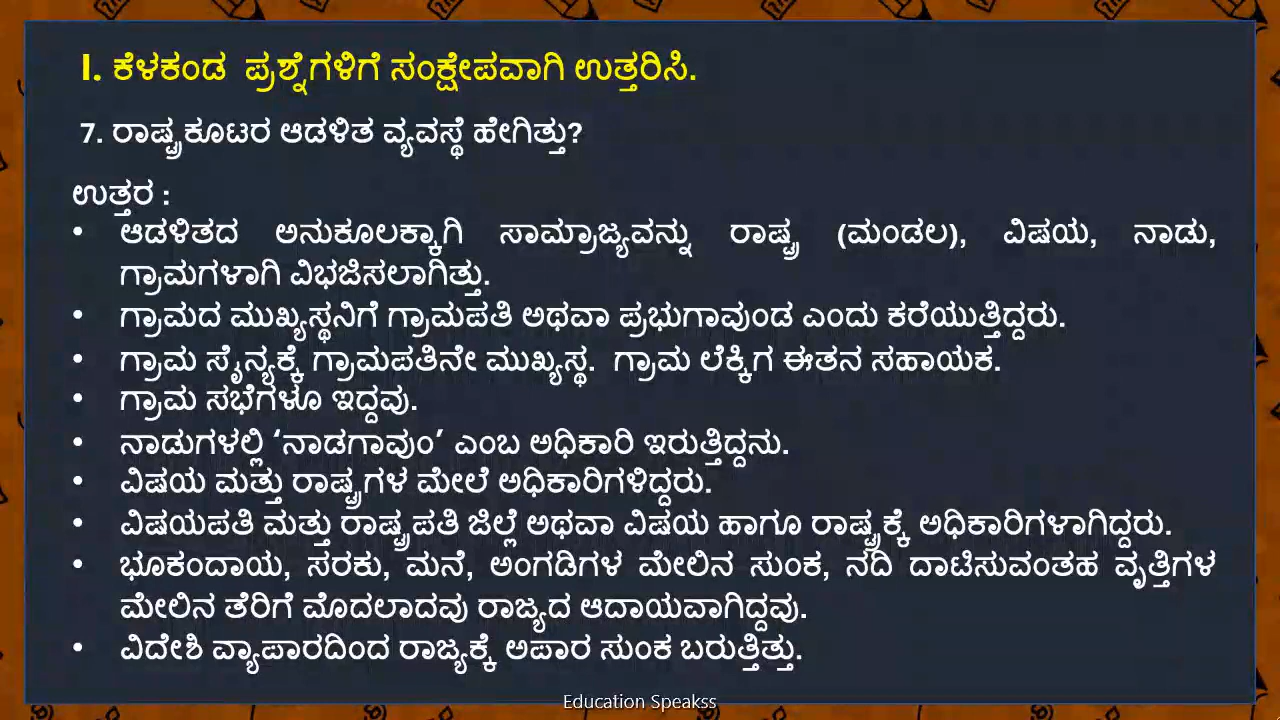 I. ಕೆಳಕಂಡ ಪ್ರಶ್ನೆಗಳಿಗೆ ಸಂಕ್ಷೇಪವಾಗಿ ಉತ್ತರಿಸಿ.
7. ರಾಷ್ಟ್ರಕೂಟರ ಆಡಳಿತ ವ್ಯವಸ್ಥೆ ಹೇಗಿತ್ತು?
ಉತ್ತರ :
• ಆಡಳಿತದ ಅನುಕೂಲಕ್ಕಾಗಿ ಸಾಮ್ರಾಜ್ಯವನ್ನು ರಾಷ್ಟ್ರ (ಮಂಡಲ), ವಿಷಯ, ನಾಡು,
ಗ್ರಾಮಗಳಾಗಿ ವಿಭಜಿಸಲಾಗಿತ್ತು.
• ಗ್ರಾಮದ ಮುಖ್ಯಸ್ಥನಿಗೆ ಗ್ರಾಮಪತಿ ಅಥವಾ ಪ್ರಭುಗಾವುಂಡ ಎಂದು ಕರೆಯುತ್ತಿದ್ದರು.
• ಗ್ರಾಮ ಸೈನ್ಯಕ್ಕೆ ಗ್ರಾಮಪತಿನೇ ಮುಖ್ಯಸ್ಥ. ಗ್ರಾಮ ಲೆಕ್ಕಿಗ ಈತನ ಸಹಾಯಕ.
• ಗ್ರಾಮ ಸಭೆಗಳೂ ಇದ್ದವು.
• ನಾಡುಗಳಲ್ಲಿ ‘ನಾಡಗಾವುಂ’ ಎಂಬ ಅಧಿಕಾರಿ ಇರುತ್ತಿದ್ದನು.
• ವಿಷಯ ಮತ್ತು ರಾಷ್ಟ್ರಗಳ ಮೇಲೆ ಅಧಿಕಾರಿಗಳಿದ್ದರು.
• ವಿಷಯಪತಿ ಮತ್ತು ರಾಷ್ಟ್ರಪತಿ ಜಿಲ್ಲೆ ಅಥವಾ ವಿಷಯ ಹಾಗೂ ರಾಷ್ಟ್ರಕ್ಕೆ ಅಧಿಕಾರಿಗಳಾಗಿದ್ದರು.
• ಭೂಕಂದಾಯ, ಸರಕು, ಮನೆ, ಅಂಗಡಿಗಳ ಮೇಲಿನ ಸುಂಕ, ನದಿ ದಾಟಿಸುವಂತಹ ವೃತ್ತಿಗಳ
ಮೇಲಿನ ತೆರಿಗೆ ಮೊದಲಾದವು ರಾಜ್ಯದ ಆದಾಯವಾಗಿದ್ದವು.
• ವಿದೇಶಿ ವ್ಯಾಪಾರದಿಂದ ರಾಜ್ಯಕ್ಕೆ ಅಪಾರ ಸುಂಕ ಬರುತ್ತಿತ್ತು.
Education Speakss